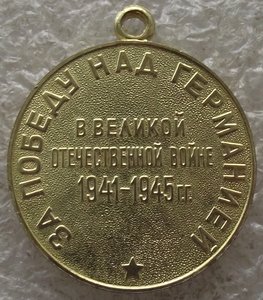 ЗА ПОБЕДУ НАД ГЕРМАНИЕЙ
В ВЕЛИКОЙ
ОТЕЧЕСТВЕННОЙ ВОЙНЕ
1941–1945 гг.